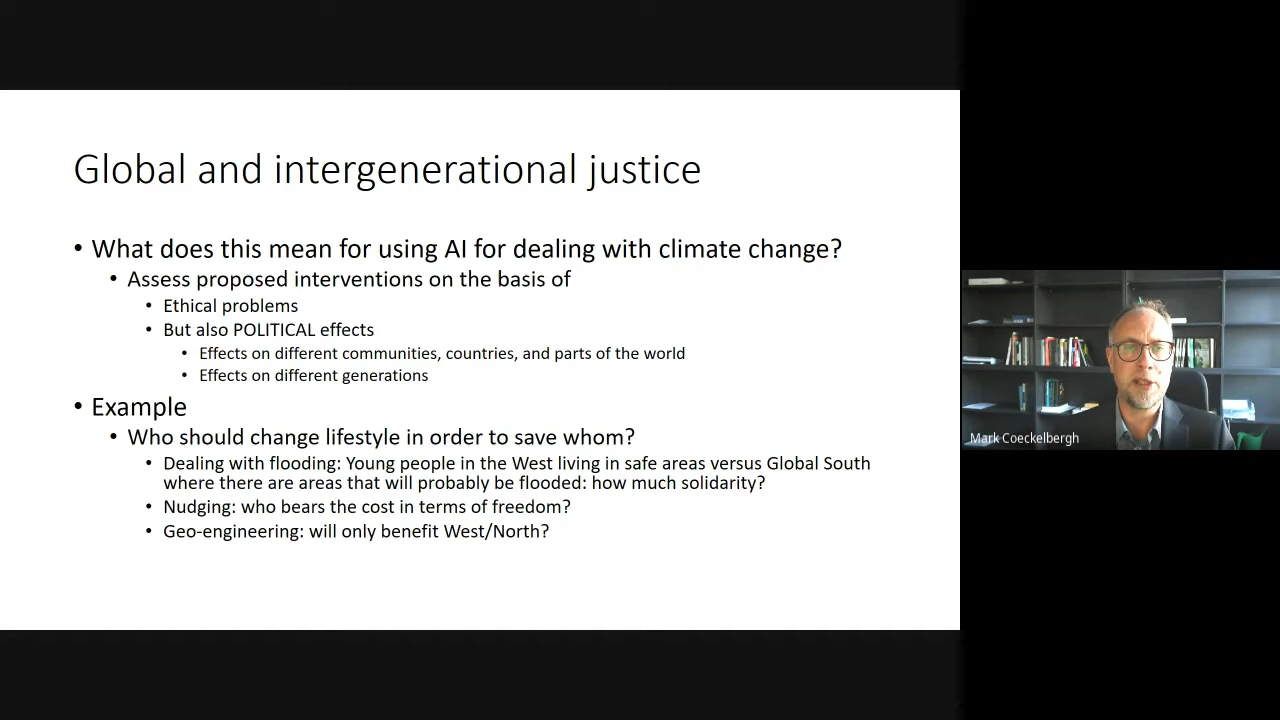 Global and intergenerational justice
• What does this mean for using AI for dealing with climate change?
• Assess proposed interventions on the basis of
• Ethical problems
• But also POLITICAL effects
• Effects on different communities, countries, and parts of the world
• Effects on different generations
• Example
• Who should change lifestyle in order to save whom?
• Dealing with flooding: Young people in the West living in safe areas versus Global South
where there are areas that will probably be flooded: how much solidarity?
• Nudging: who bears the cost in terms of freedom?
• Geo-engineering: will only benefit West/North?
Mark Coeckelbergh